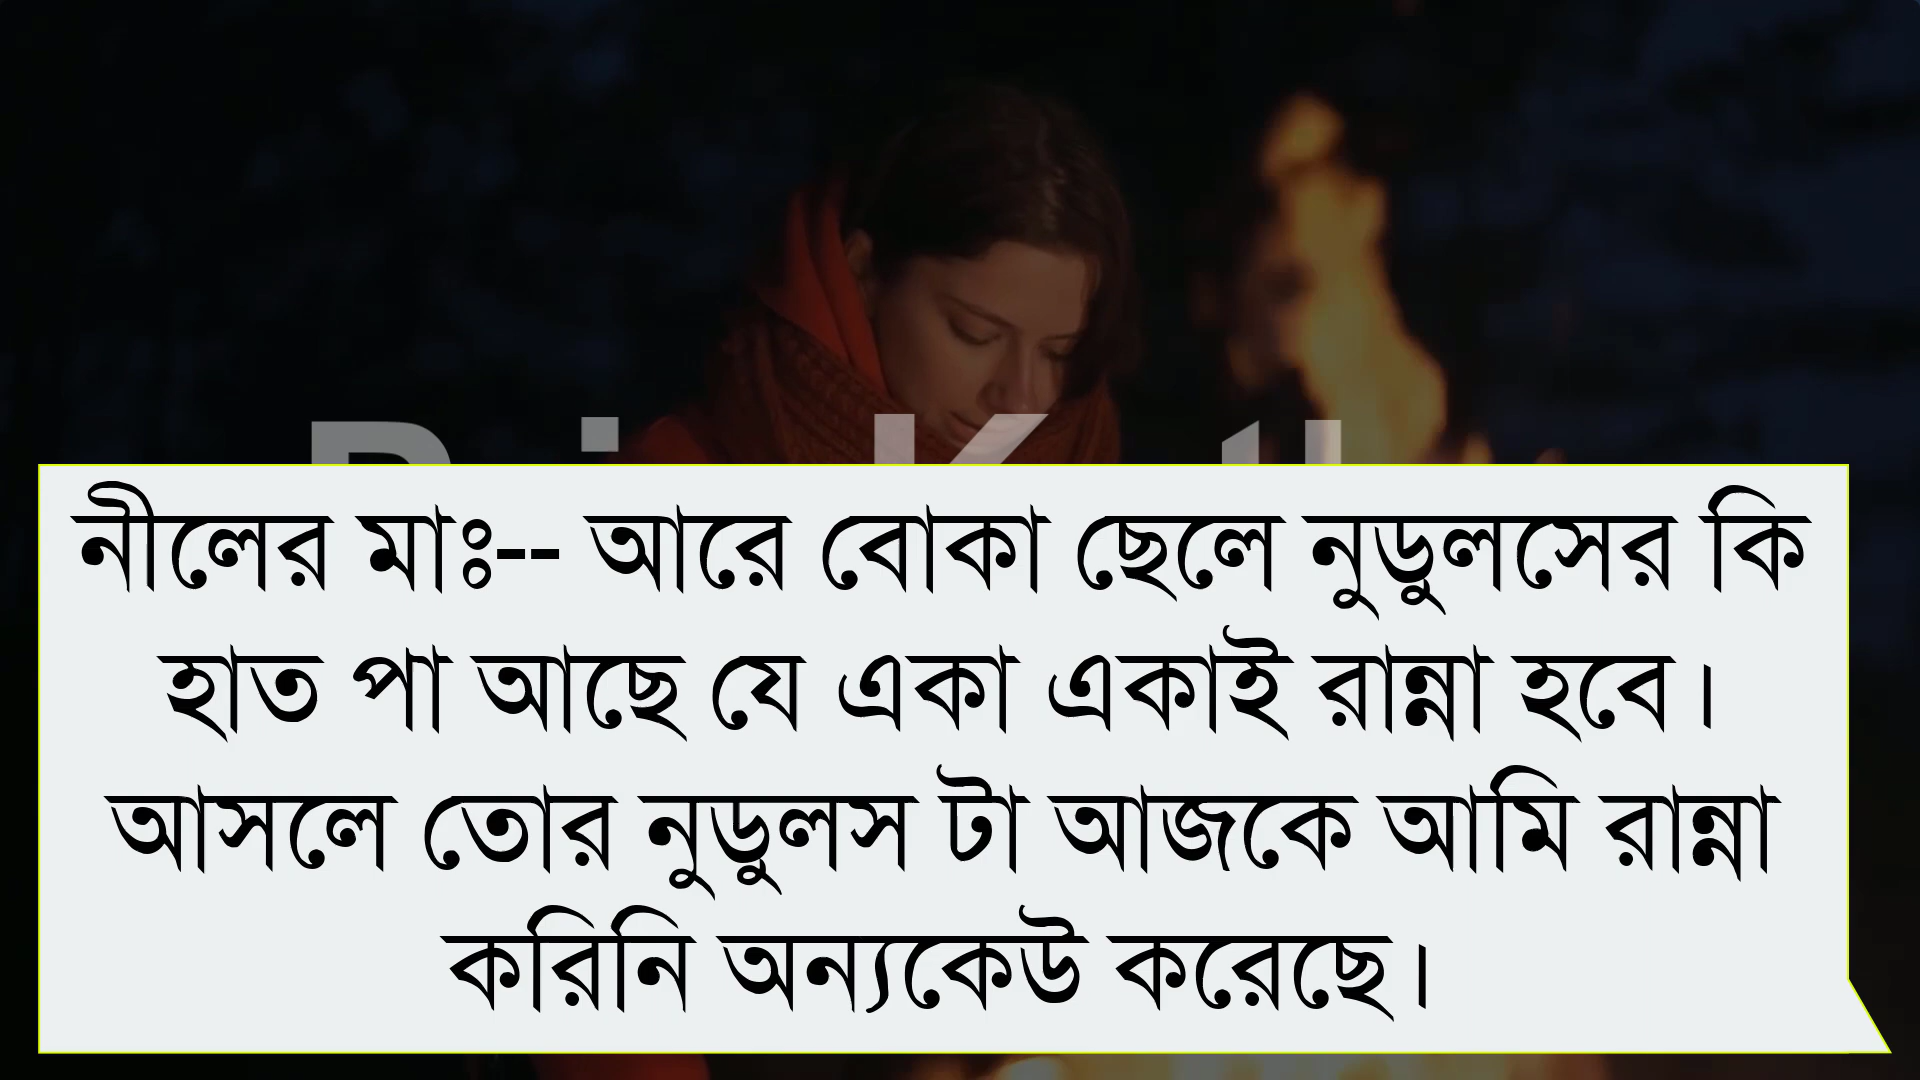 নীলের মাঃ-- আরে বোকা ছেলে নুডুলসের কি
হাত পা আছে যে একা একাই রান্না হবে।
আসলে তোর নুডুলস টা আজকে আমি রান্না
করিনি অন্যকেউ করেছে।